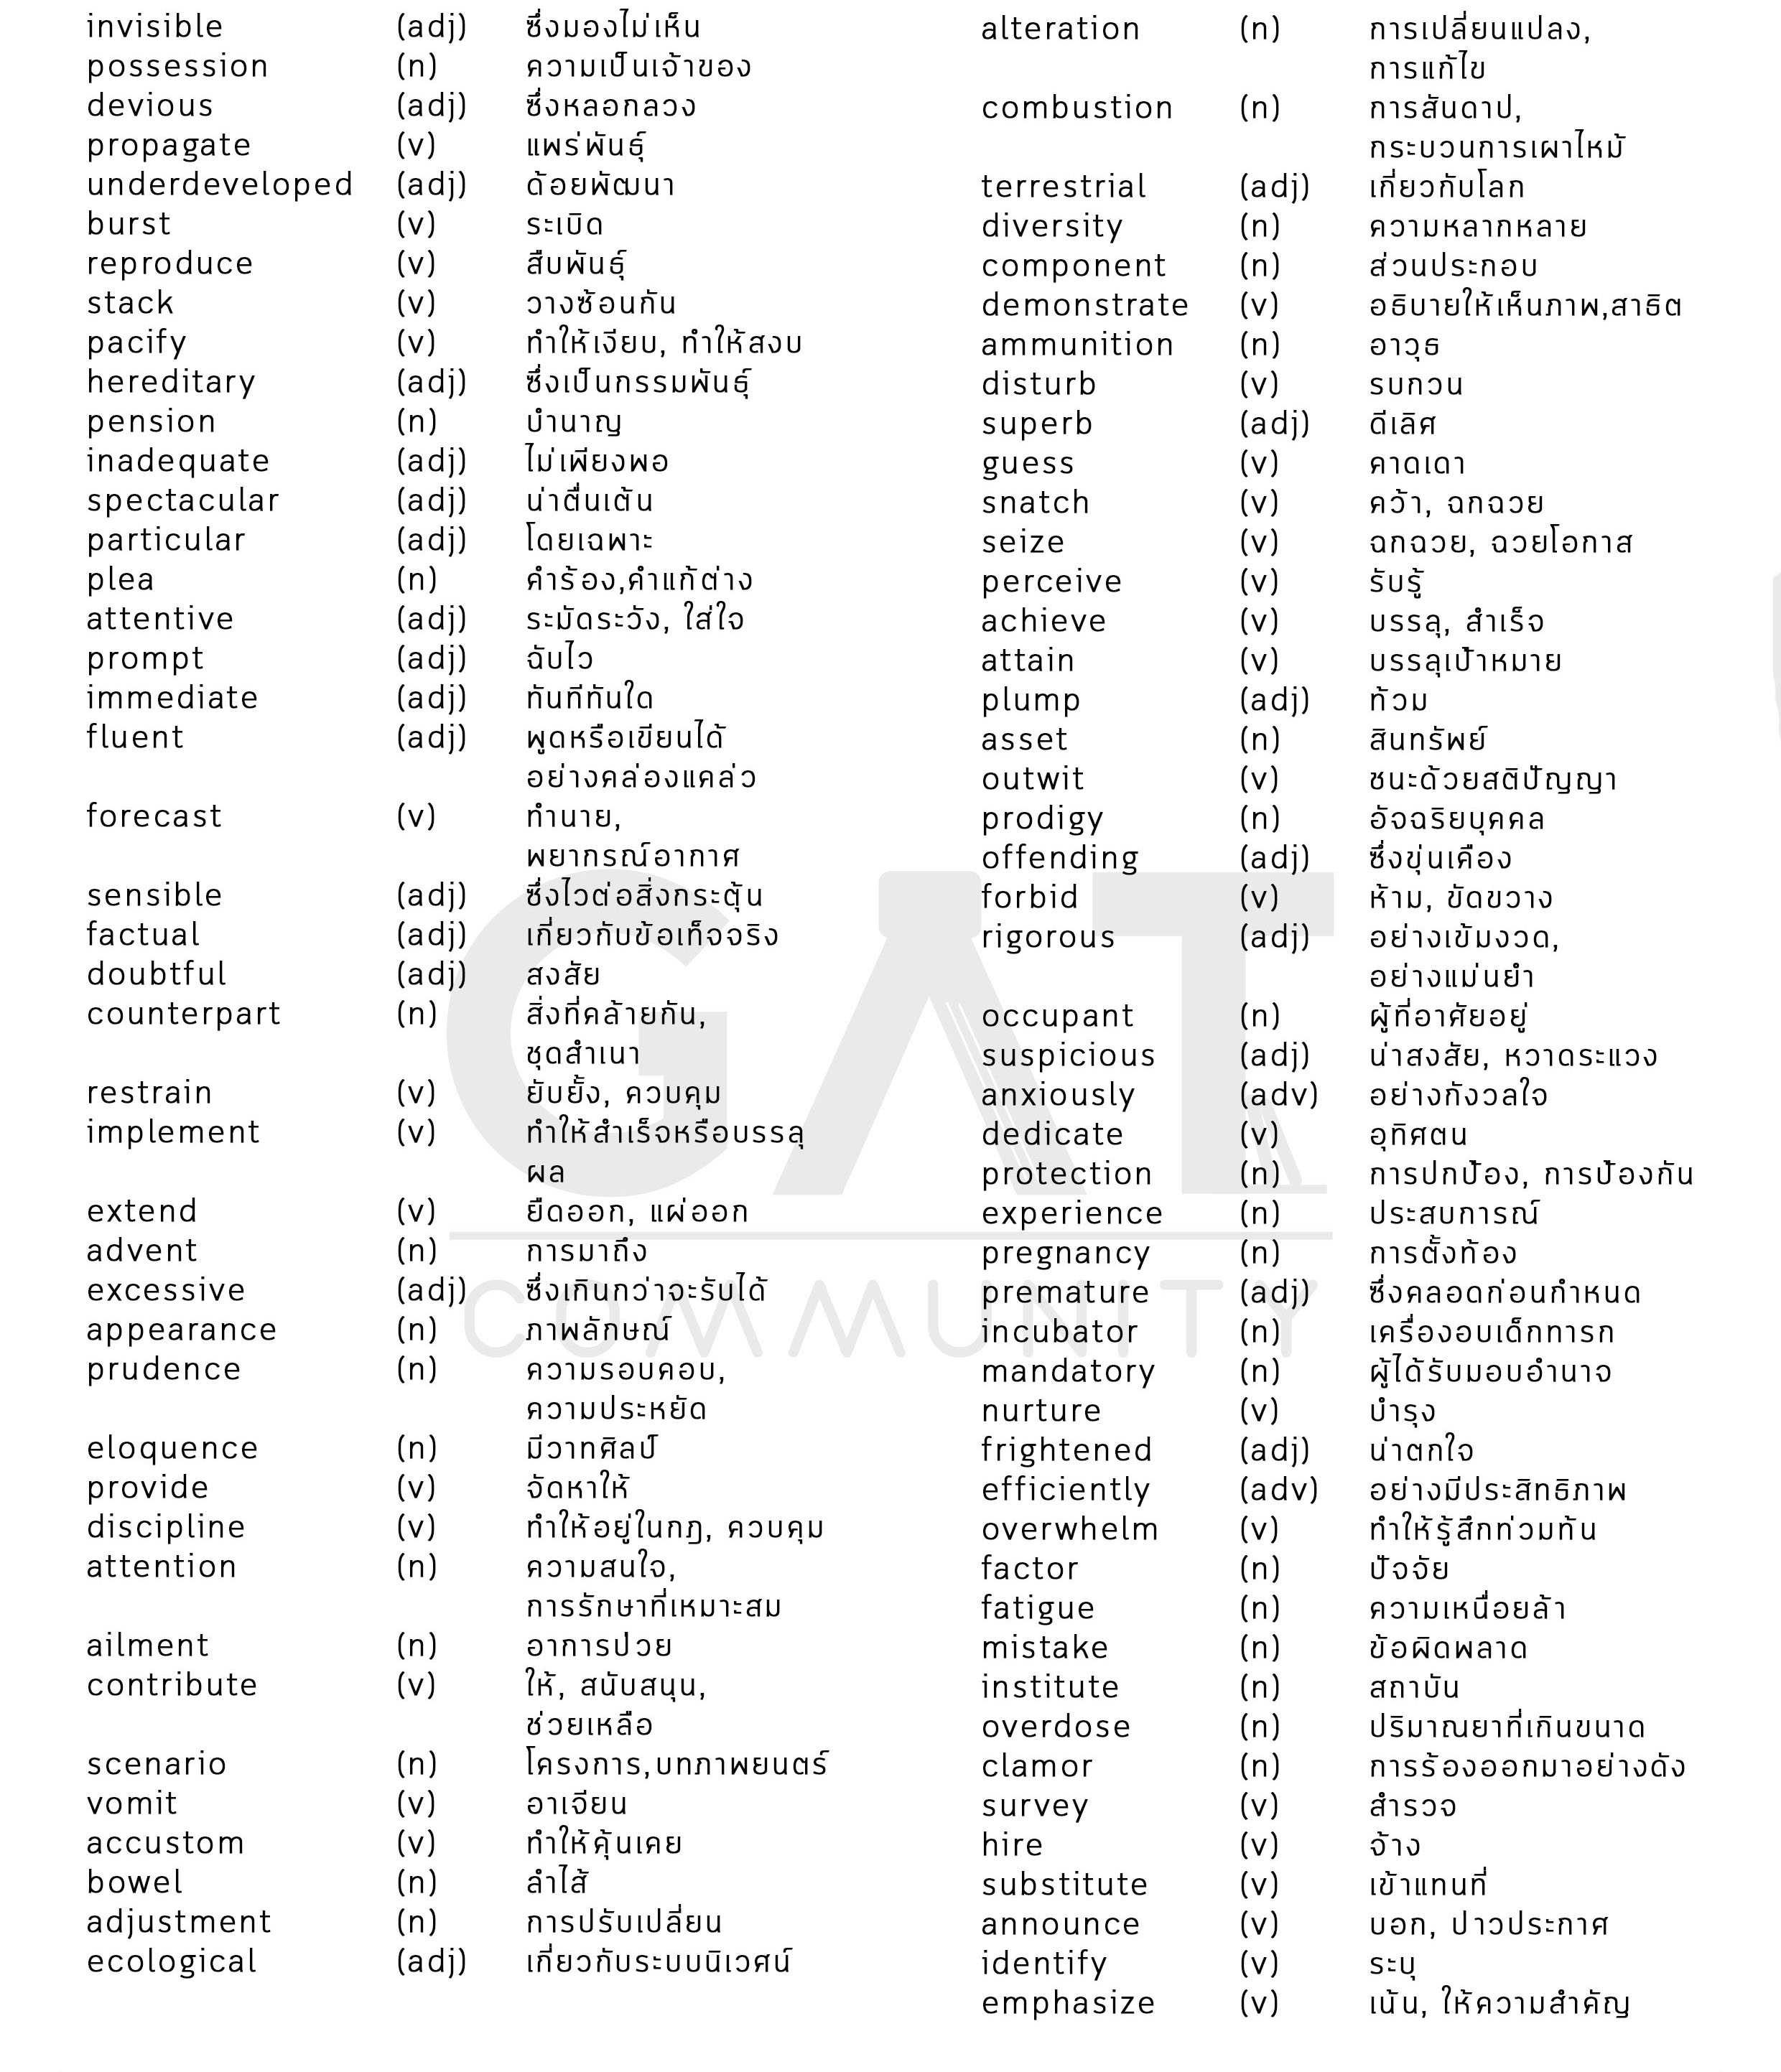 invisible (adj) ซึ่งมองไม่เห็น
possession (n) ความเป็นเจ้าของ
devious (adj) ซึ่งหลอกลวง
propagate (v) แพร่พันธุ์
underdeveloped (adj) ด้อยพัฒนา
burst (v) ระเบิด
reproduce (v) สืบพันธุ์
stack (v) วางซ้อนกัน
pacify (v) ทำให้เงียบ, ทำให้สงบ
hereditary (adj) ซึ่งเป็นกรรมพันธุ์
pension (n) บำนาญ
inadequate (adj) ไม่เพียงพอ
spectacular (adj) น่าตื่นเต้น
particular (adj) โดยเฉพาะ
plea (n) คำร้อง,คำแก้ต่าง
attentive (adj) ระมัดระวัง, ใส่ใจ
prompt (adj) ฉับไว
immediate (adj) ทันทีทันใด
fluent (adj) พูดหรือเขียนได้
อย่างคล่องแคล่ว
forecast (v) ทำนาย,
พยากรณ์อากาศ
sensible (adj) ซึ่งไวต่อสิ่งกระตุ้น
factual (adj) เกี่ยวกับข้อเท็จจริง
doubtful (adj) สงสัย
counterpart (n) สิ่งที่คล้ายกัน,
ชุดสำเนา
restrain (v) ยับยั้ง, ควบคุม
implement (v) ทำให้สำเร็จหรือบรรลุ
ผล
extend (v) ยืดออก, แผ่ออก
advent (n) การมาถึง
excessive (adj) ซึ่งเกินกว่าจะรับได้
appearance (n) ภาพลักษณ์
prudence (n) ความรอบคอบ,
ความประหยัด
eloquence (n) มีวาทศิลป์
provide (v) จัดหาให้
discipline (v) ทำให้อยู่ในกฎ, ควบคุม
attention (n) ความสนใจ,
การรักษาที่เหมาะสม
ailment (n) อาการป่วย
contribute (v) ให้, สนับสนุน,
ช่วยเหลือ
scenario (n) โครงการ,บทภาพยนตร์
vomit (v) อาเจียน
accustom (v) ทำให้คุ้นเคย
bowel (n) ลำไส้
adjustment (n) การปรับเปลี่ยน
ecological (adj) เกี่ยวกับระบบนิเวศน์
alteration (n) การเปลี่ยนแปลง,
การแก้ไข
combustion (n) การสันดาป,
กระบวนการเผาไหม้
terrestrial (adj) เกี่ยวกับโลก
diversity (n) ความหลากหลาย
component (n) ส่วนประกอบ
demonstrate (v) อธิบายให้เห็นภาพ,สาธิต
ammunition (n) อาวุธ
disturb (v) รบกวน
superb (adj) ดีเลิศ
guess (v) คาดเดา
snatch (v) คว้า, ฉกฉวย
seize (v) ฉกฉวย, ฉวยโอกาส
perceive (v) รับรู้
achieve (v) บรรลุ, สำเร็จ
attain (v) บรรลุเป้าหมาย
plump (adj) ท้วม
asset (n) สินทรัพย์
outwit (v) ชนะด้วยสติปัญญา
prodigy (n) อัจฉริยบุคคล
offending (adj) ซึ่งขุ่นเคือง
forbid (v) ห้าม, ขัดขวาง
rigorous (adj) อย่างเข้มงวด,
อย่างแม่นยำ
occupant (n) ผู้ที่อาศัยอยู่
suspicious (adj) น่าสงสัย, หวาดระแวง
anxiously (adv) อย่างกังวลใจ
dedicate (v) อุทิศตน
protection (n) การปกป้อง, การป้องกัน
experience (n) ประสบการณ์
pregnancy (n) การตั้งท้อง
premature (adj) ซึ่งคลอดก่อนกำหนด
incubator (n) เครื่องอบเด็กทารก
mandatory (n) ผู้ได้รับมอบอำนาจ
nurture (v) บำรุง
frightened (adj) น่าตกใจ
efficiently (adv) อย่างมีประสิทธิภาพ
overwhelm (v) ทำให้รู้สึกท่วมท้น
factor (n) ปัจจัย
fatigue (n) ความเหนื่อยล้า
mistake (n) ข้อผิดพลาด
institute (n) สถาบัน
overdose (n) ปริมาณยาที่เกินขนาด
clamor (n) การร้องออกมาอย่างดัง
survey (v) สำรวจ
hire (v) จ้าง
substitute (v) เข้าแทนที่
announce (v) บอก, ป่าวประกาศ
identify (v) ระบุ
emphasize (v) เน้น, ให้ความสำคัญ
GAT
COMMUNITY